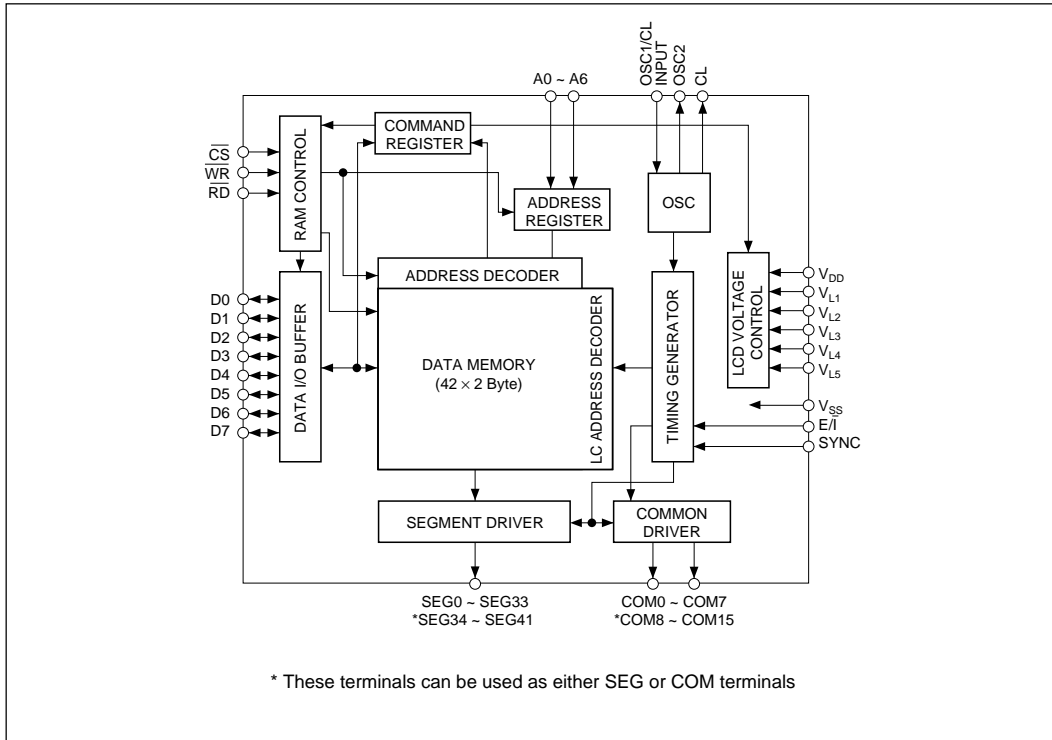 A0 ~ A6
OSC1/CL
INPUT
OSC2
CL
COMMAND
REGISTER
RAM CONTROL
C̅S̅
W̅R̅
R̅D̅
ADDRESS
REGISTER
OSC
ADDRESS DECODER
LCD VOLTAGE
CONTROL
VDD
VL1
VL2
VL3
VL4
VL5
VSS
E/I̅
SYNC
D0
D1
D2
D3
D4
D5
D6
D7
DATA I/O BUFFER
DATA MEMORY
(42 × 2 Byte)
LC ADDRESS DECODER
TIMING GENERATOR
SEGMENT DRIVER
COMMON
DRIVER
SEG0 ~ SEG33
*SEG34 ~ SEG41
COM0 ~ COM7
*COM8 ~ COM15
* These terminals can be used as either SEG or COM terminals